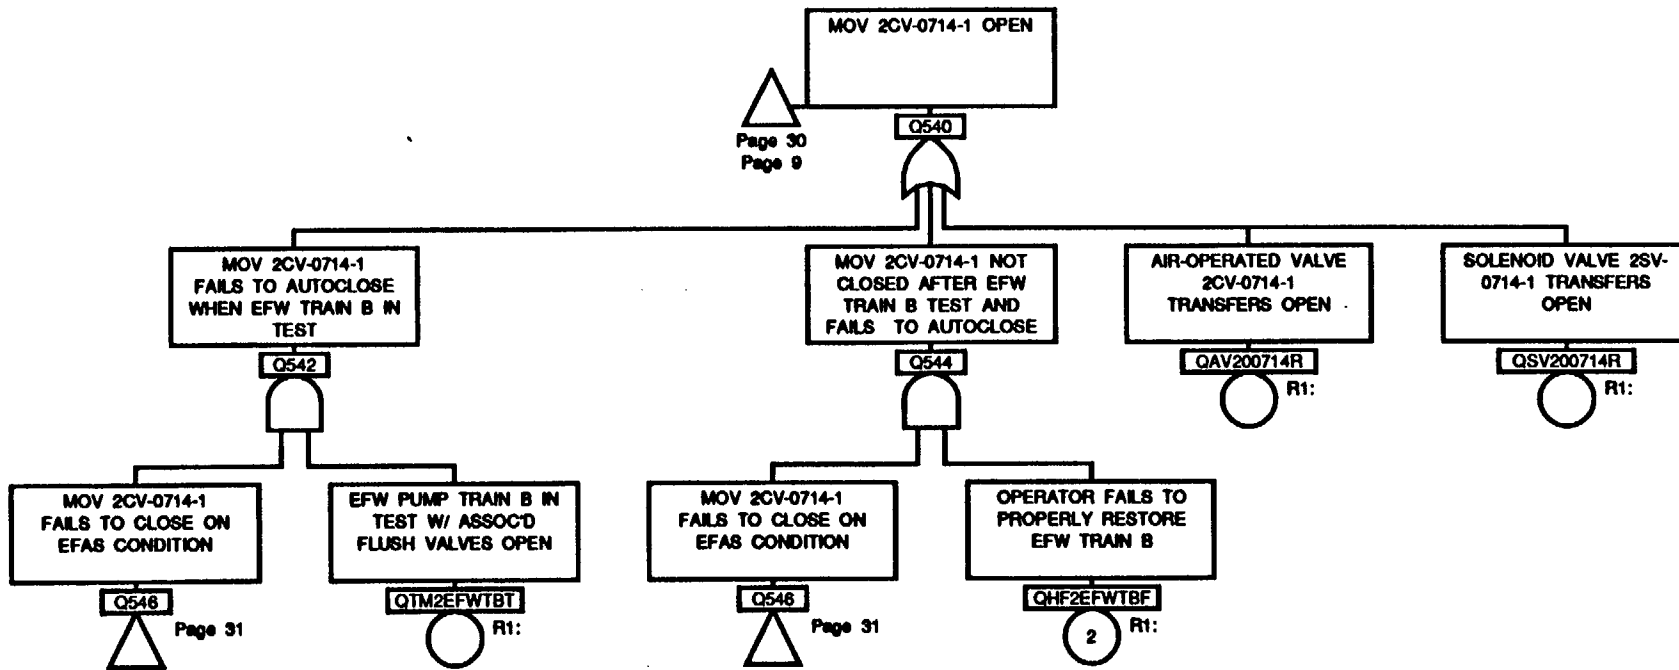 MOV 2CV-0714-1 OPEN
Page 30
Page 9
Q540
MOV 2CV-0714-1
FAILS TO AUTOCLOSE
WHEN EFW TRAIN B IN
TEST
Q542
MOV 2CV-0714-1 NOT
CLOSED AFTER EFW
TRAIN B TEST AND
FAILS TO AUTOCLOSE
Q544
AIR-OPERATED VALVE
2CV-0714-1
TRANSFERS OPEN
QAV200714R
R1:
SOLENOID VALVE 2SV-
0714-1 TRANSFERS
OPEN
QSV200714R
R1:
MOV 2CV-0714-1
FAILS TO CLOSE ON
EFAS CONDITION
Q546
Page 31
EFW PUMP TRAIN B IN
TEST W/ ASSOC'D
FLUSH VALVES OPEN
QTM2EFWTBT
R1:
MOV 2CV-0714-1
FAILS TO CLOSE ON
EFAS CONDITION
Q546
Page 31
OPERATOR FAILS TO
PROPERLY RESTORE
EFW TRAIN B
QHF2EFWTBF
2
R1: